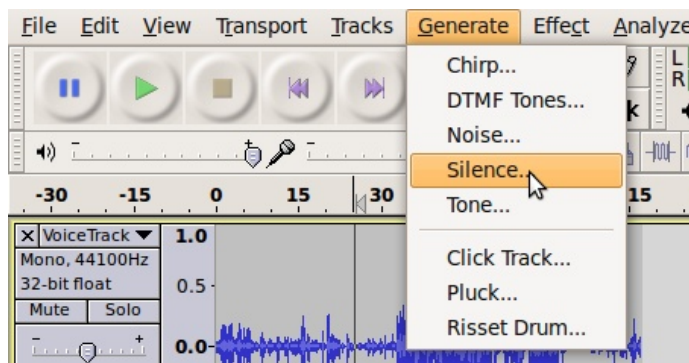 File Edit View Transport Tracks Generate Effect Analyze
Chirp...
DTMF Tones...
Noise...
Silence...
Tone...
Click Track...
Pluck...
Risset Drum...
L
R
-30 -15 0 15 30 15
VoiceTrack
Mono, 44100Hz
32-bit float
Mute Solo
- +
1.0
0.5
0.0